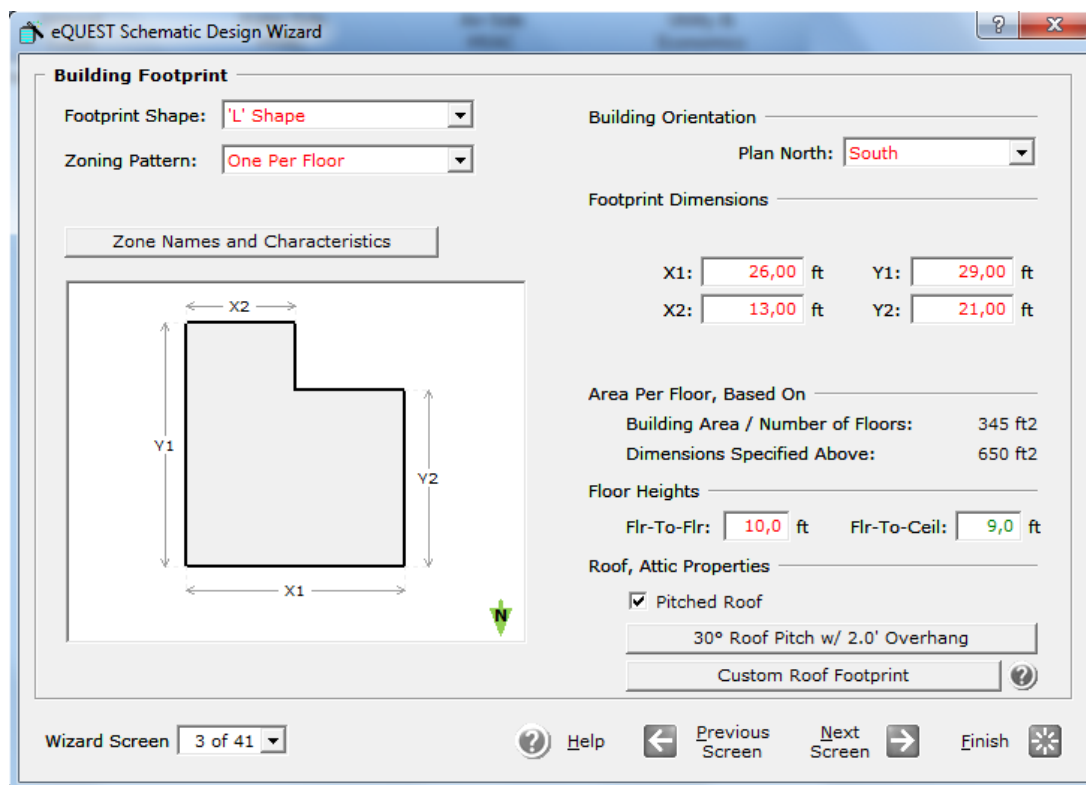 eQUEST Schematic Design Wizard
Building Footprint
Footprint Shape: 'L' Shape
Zoning Pattern: One Per Floor
Zone Names and Characteristics
X2
Y1
Y2
X1
N
Building Orientation
Plan North: South
Footprint Dimensions
X1: 26,00 ft Y1: 29,00 ft
X2: 13,00 ft Y2: 21,00 ft
Area Per Floor, Based On
Building Area / Number of Floors: 345 ft2
Dimensions Specified Above: 650 ft2
Floor Heights
Flr-To-Flr: 10,0 ft Flr-To-Ceil: 9,0 ft
Roof, Attic Properties
Pitched Roof
30° Roof Pitch w/ 2.0' Overhang
Custom Roof Footprint
?
Wizard Screen 3 of 41
? Help
Previous Screen
Next Screen
Finish